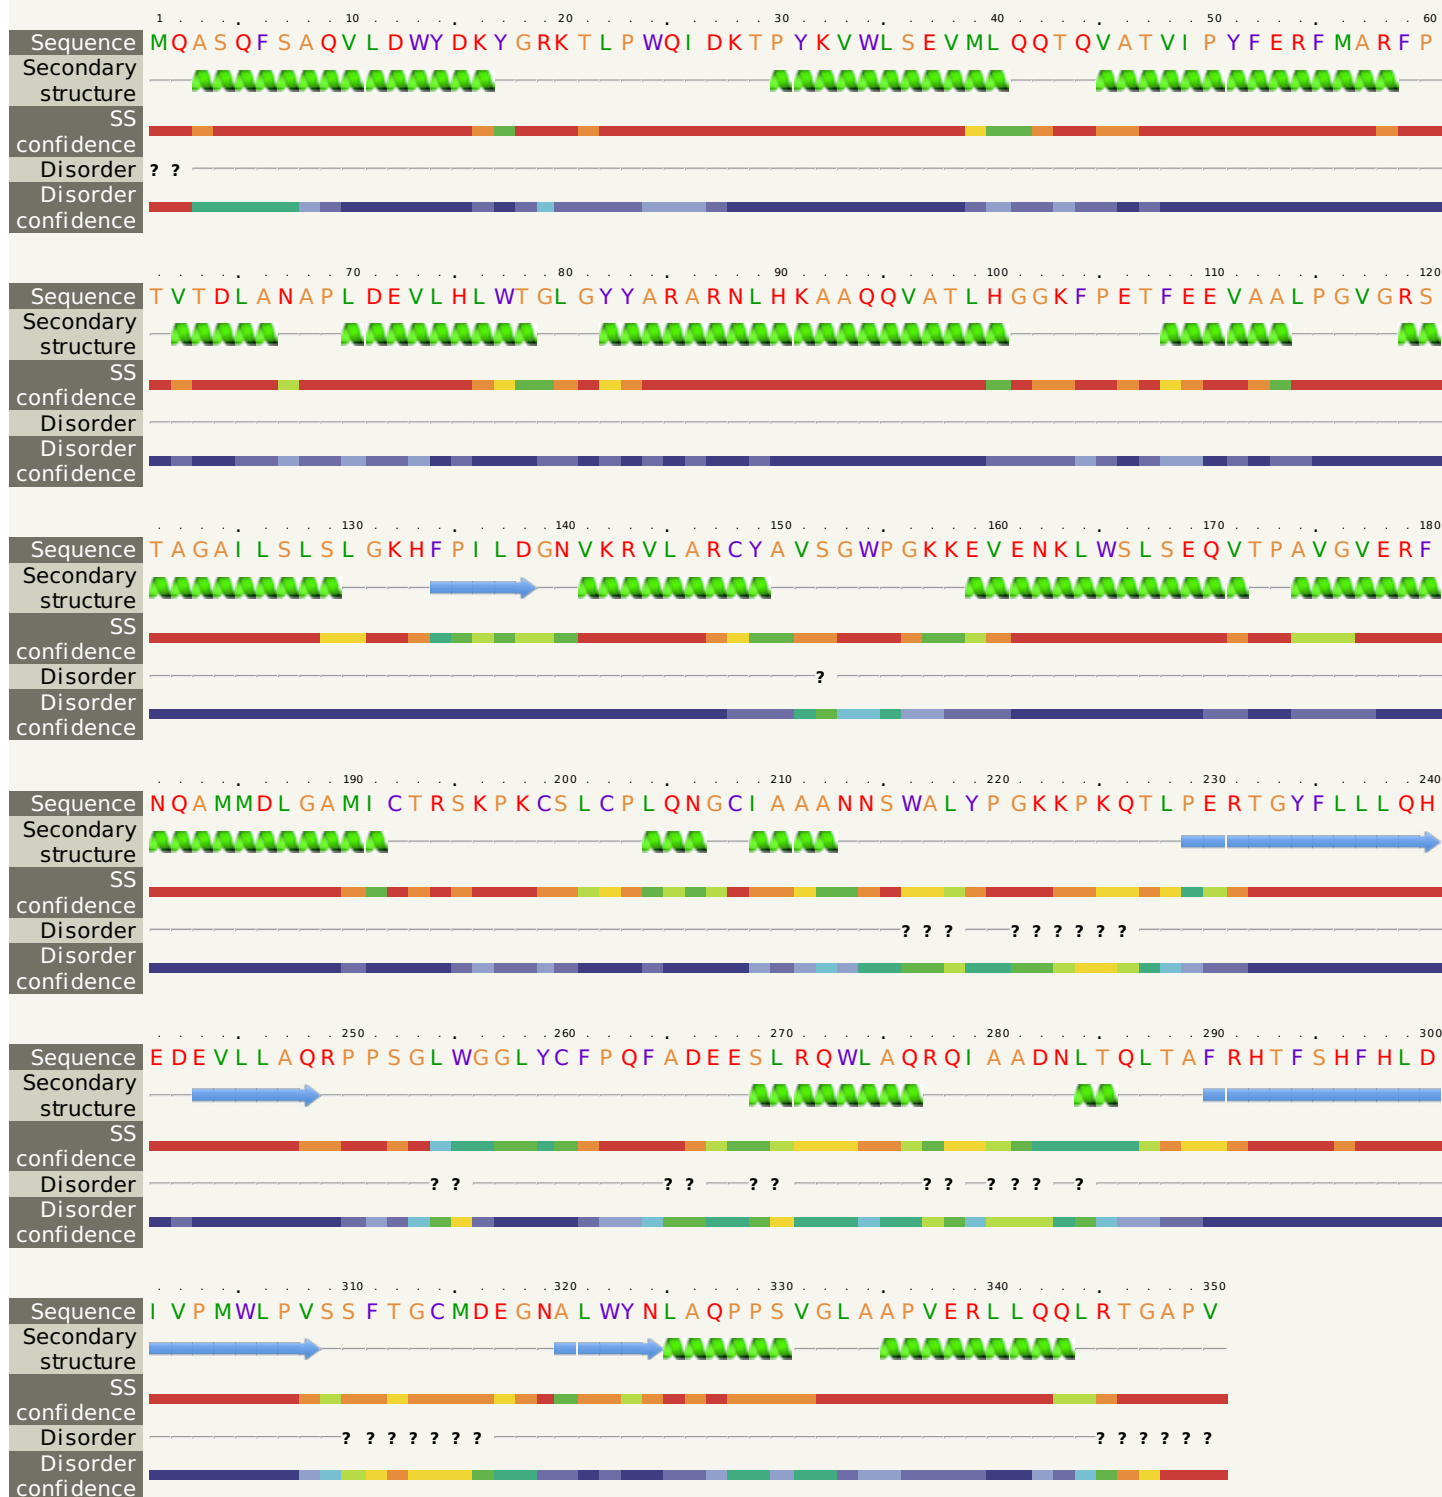 1 10 20 30 40 50 60
Sequence MQASQFSAQVLDWYDKYGRKTLPWQIDKTPYKVWLSEVMLQQTQVATVIPYFERFMARFP
Secondary
structure
SS
confidence
Disorder ? ?
Disorder
confidence
70 80 90 100 110 120
Sequence TVTDLANAPLDEVLHLWTGLGYYARARNLHKAAQQVATLHGGKFPETFEEVAALPGVGRS
Secondary
structure
SS
confidence
Disorder
Disorder
confidence
130 140 150 160 170 180
Sequence TAGAILSLSLGKHFPILDGNVKRVLARCYAVSGWPGKKEVENKLWSLSEQVTPAVGVERF
Secondary
structure
SS
confidence
Disorder ?
Disorder
confidence
190 200 210 220 230 240
Sequence NQAMMDLGAMICTRSKPKCSLCPLQNGCIAAANNSWALYPGKKPKQTLPERTGYFLLLQH
Secondary
structure
SS
confidence
Disorder ? ? ? ? ? ? ? ? ?
Disorder
confidence
250 260 270 280 290 300
Sequence EDEVLLAQRPPSGLWGGLYCFPQFADEESLRQWLAQRQIAADNLTQLTAFRHTFSHFHLD
Secondary
structure
SS
confidence
Disorder ? ? ? ? ? ? ? ? ? ? ? ?
Disorder
confidence
310 320 330 340 350
Sequence IVPMWLPVSSFTGCMDEGNALWYNLAQPPSVGLAAPVERLLQQLRTGAPV
Secondary
structure
SS
confidence
Disorder ? ? ? ? ? ? ? ? ? ? ? ? ?
Disorder
confidence